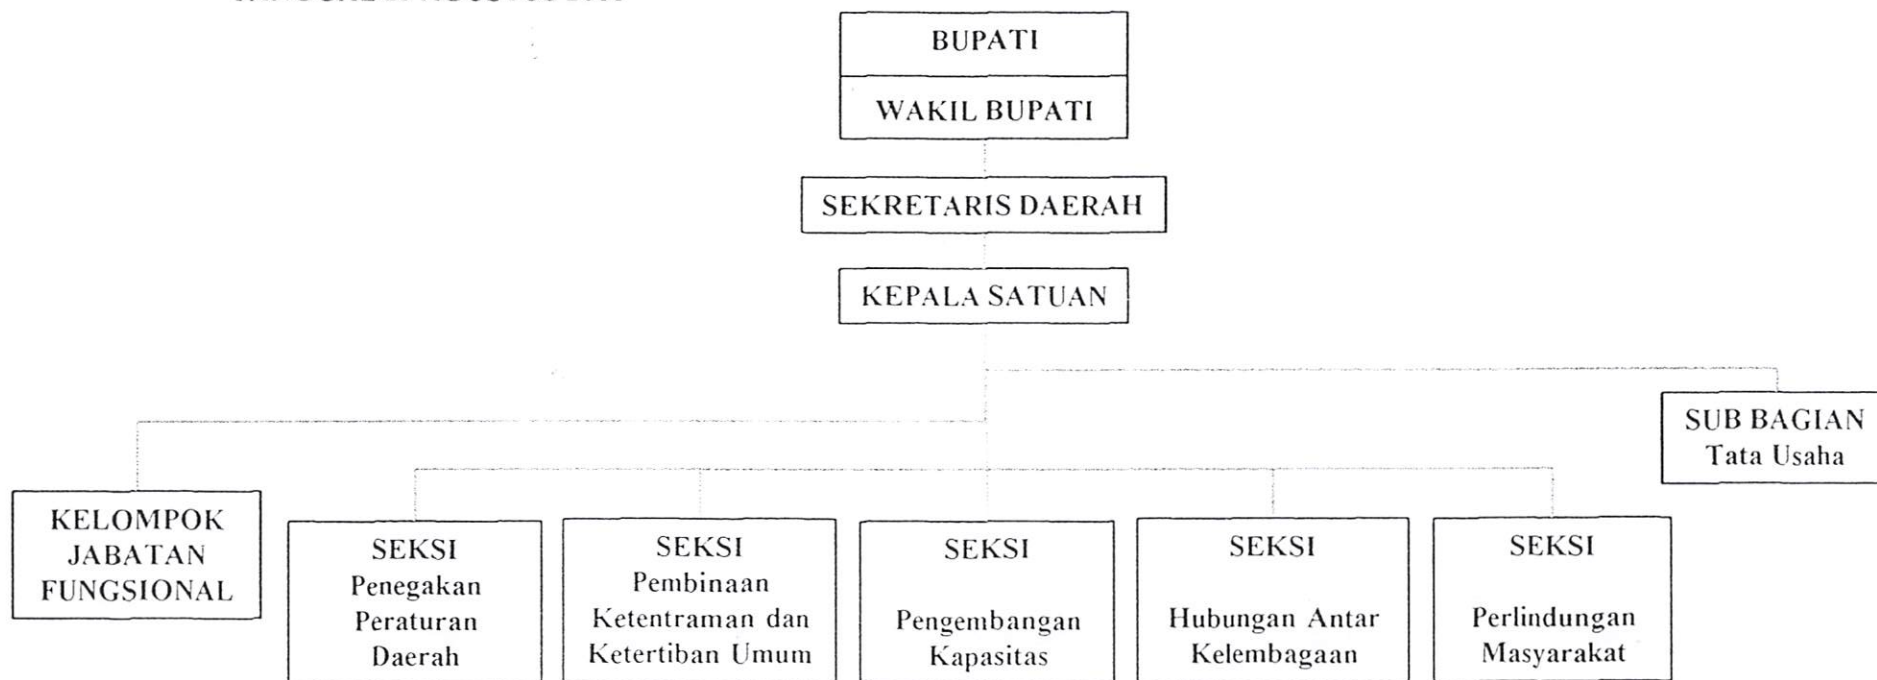 BUPATI
WAKIL BUPATI
SEKRETARIS DAERAH
KEPALA SATUAN
SUB BAGIAN
Tata Usaha
KELOMPOK
JABATAN
FUNGSIONAL
SEKSI
Penegakan
Peraturan
Daerah
SEKSI
Pembinaan
Ketentraman dan
Ketertiban Umum
SEKSI
Pengembangan
Kapasitas
SEKSI
Hubungan Antar
Kelembagaan
SEKSI
Perlindungan
Masyarakat